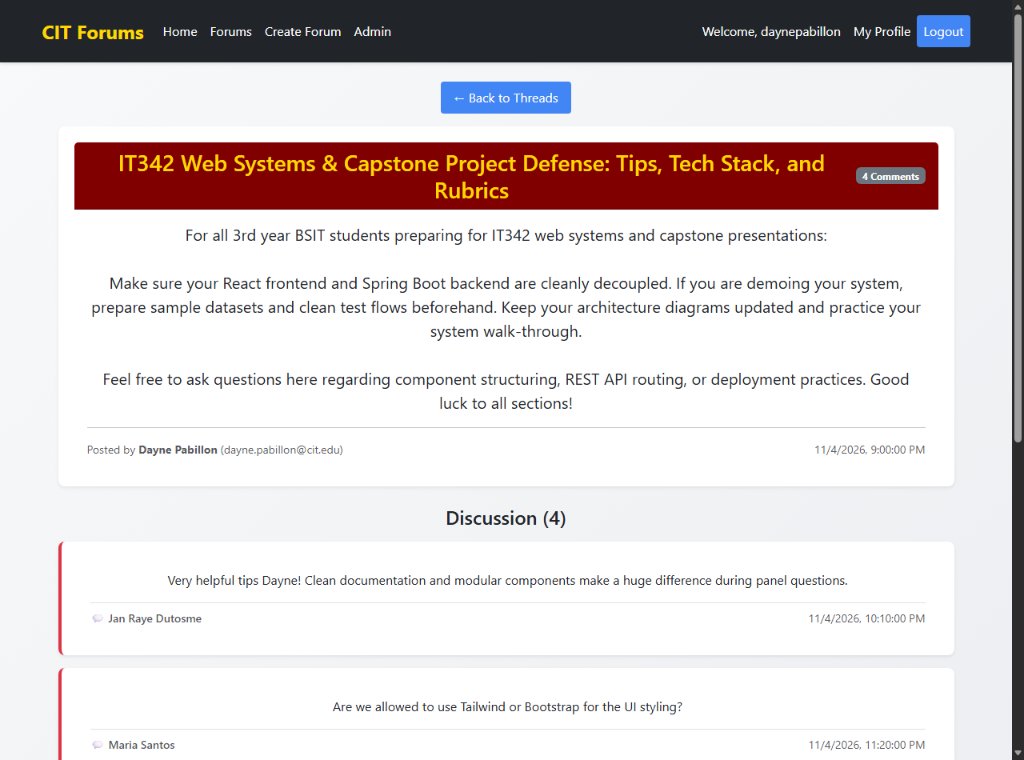 CIT Forums Home Forums Create Forum Admin Welcome, daynepabillon My Profile Logout
← Back to Threads
IT342 Web Systems & Capstone Project Defense: Tips, Tech Stack, and
Rubrics
4 Comments
For all 3rd year BSIT students preparing for IT342 web systems and capstone presentations:
Make sure your React frontend and Spring Boot backend are cleanly decoupled. If you are demoing your system,
prepare sample datasets and clean test flows beforehand. Keep your architecture diagrams updated and practice your
system walk-through.
Feel free to ask questions here regarding component structuring, REST API routing, or deployment practices. Good
luck to all sections!
Posted by Dayne Pabillon (dayne.pabillon@cit.edu) 11/4/2026, 9:00:00 PM
Discussion (4)
Very helpful tips Dayne! Clean documentation and modular components make a huge difference during panel questions.
Jan Raye Dutosme 11/4/2026, 10:10:00 PM
Are we allowed to use Tailwind or Bootstrap for the UI styling?
Maria Santos 11/4/2026, 11:20:00 PM